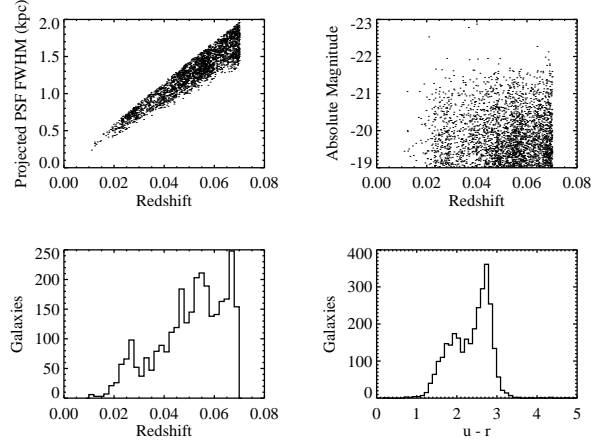 Projected PSF FWHM (kpc)
2.0
1.5
1.0
0.5
0.0
0.00 0.02 0.04 0.06 0.08
Redshift
Absolute Magnitude
-23
-22
-21
-20
-19
0.00 0.02 0.04 0.06 0.08
Redshift
Galaxies
250
200
150
100
50
0
0.00 0.02 0.04 0.06 0.08
Redshift
Galaxies
400
300
200
100
0
0 1 2 3 4 5
u - r